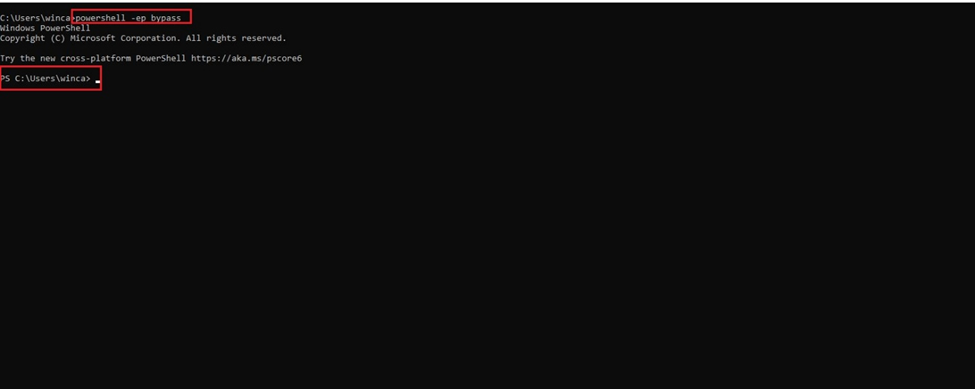 C:\Users\winca>powershell -ep bypass
Windows PowerShell
Copyright (C) Microsoft Corporation. All rights reserved.
Try the new cross-platform PowerShell https://aka.ms/pscore6
PS C:\Users\winca>